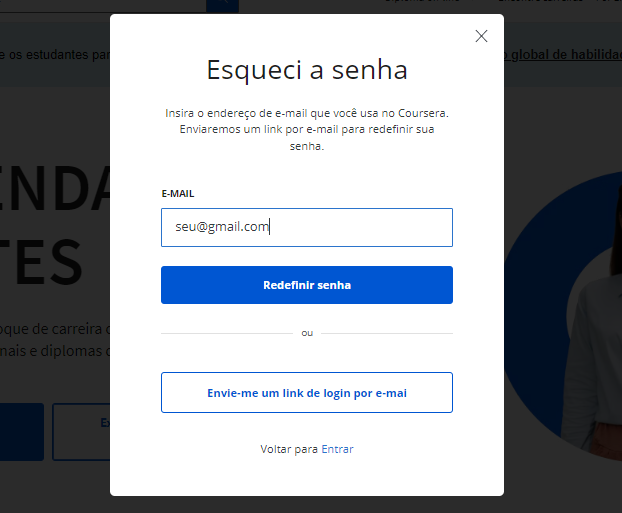 e os estudantes par
o global de habilidad
Esqueci a senha
Insira o endereço de e-mail que você usa no Coursera.
Enviaremos um link por e-mail para redefinir sua
senha.
E-MAIL
seu@gmail.com
ENDA
TES
Redefinir senha
oque de carreira
ou
mais e diplomas
Envie-me um link de login por e-mai
Voltar para Entrar